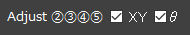 Adjust ②③④⑤ ☑ XY ☑ θ